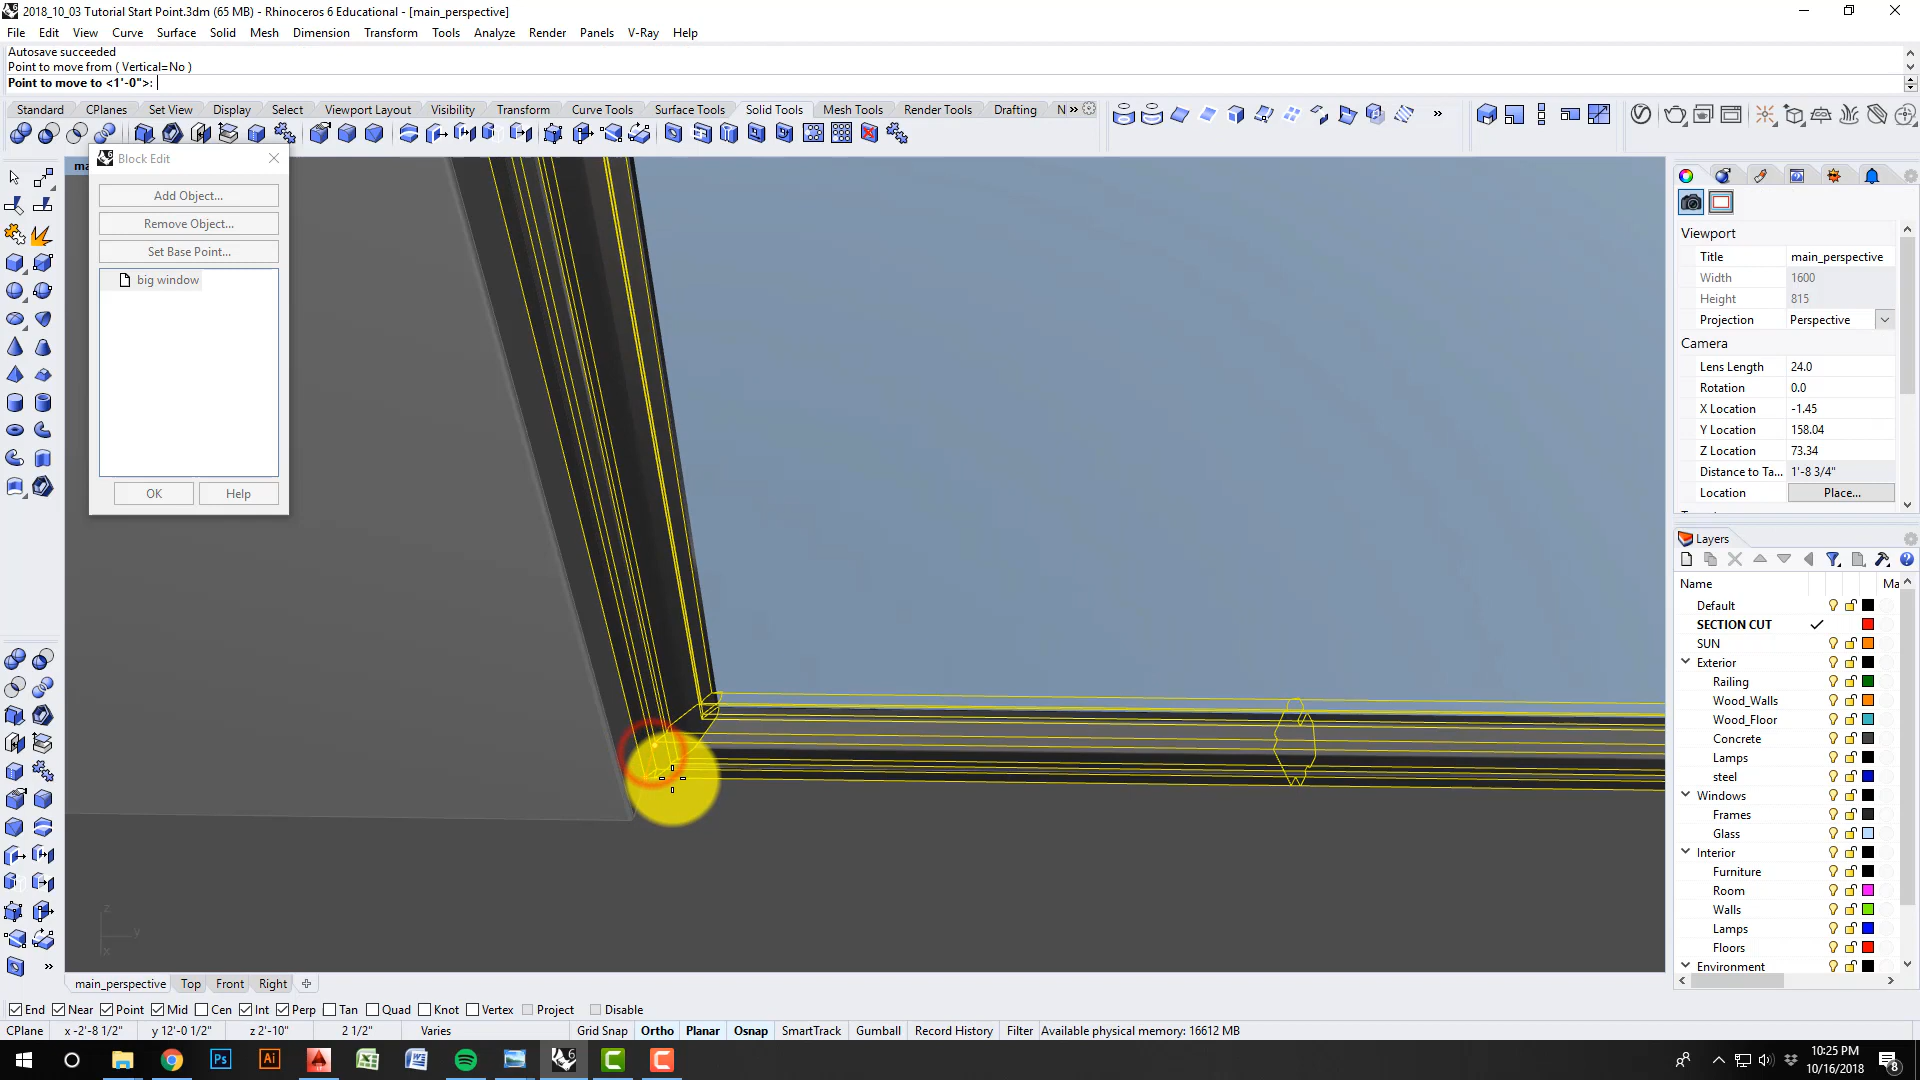 2018_10_03 Tutorial Start Point.3dm (65 MB) - Rhinoceros 6 Educational - [main_perspective]
File Edit View Curve Surface Solid Mesh Dimension Transform Tools Analyze Render Panels V-Ray Help
Autosave succeeded
Point to move from ( Vertical=No )
Point to move to <1'-0">:
Standard CPlanes Set View Display Select Viewport Layout Visibility Transform Curve Tools Surface Tools Solid Tools Mesh Tools Render Tools Drafting N »
Block Edit
Add Object...
Remove Object...
Set Base Point...
big window
OK Help
Viewport
Title main_perspective
Width 1600
Height 815
Projection Perspective
Camera
Lens Length 24.0
Rotation 0.0
X Location -1.45
Y Location 158.04
Z Location 73.34
Distance to Ta... 1'-8 3/4"
Location Place...
Layers
Name Ma
Default
SECTION CUT
SUN
Exterior
Railing
Wood_Walls
Wood_Floor
Concrete
Lamps
steel
Windows
Frames
Glass
Interior
Furniture
Room
Walls
Lamps
Floors
Environment
z
y
x
main_perspective Top Front Right
End Near Point Mid Cen Int Perp Tan Quad Knot Vertex Project Disable
CPlane x -2'-8 1/2" y 12'-0 1/2" z 2'-10" 2 1/2" Varies Grid Snap Ortho Planar Osnap SmartTrack Gumball Record History Filter Available physical memory: 16612 MB
10:25 PM
10/16/2018
8